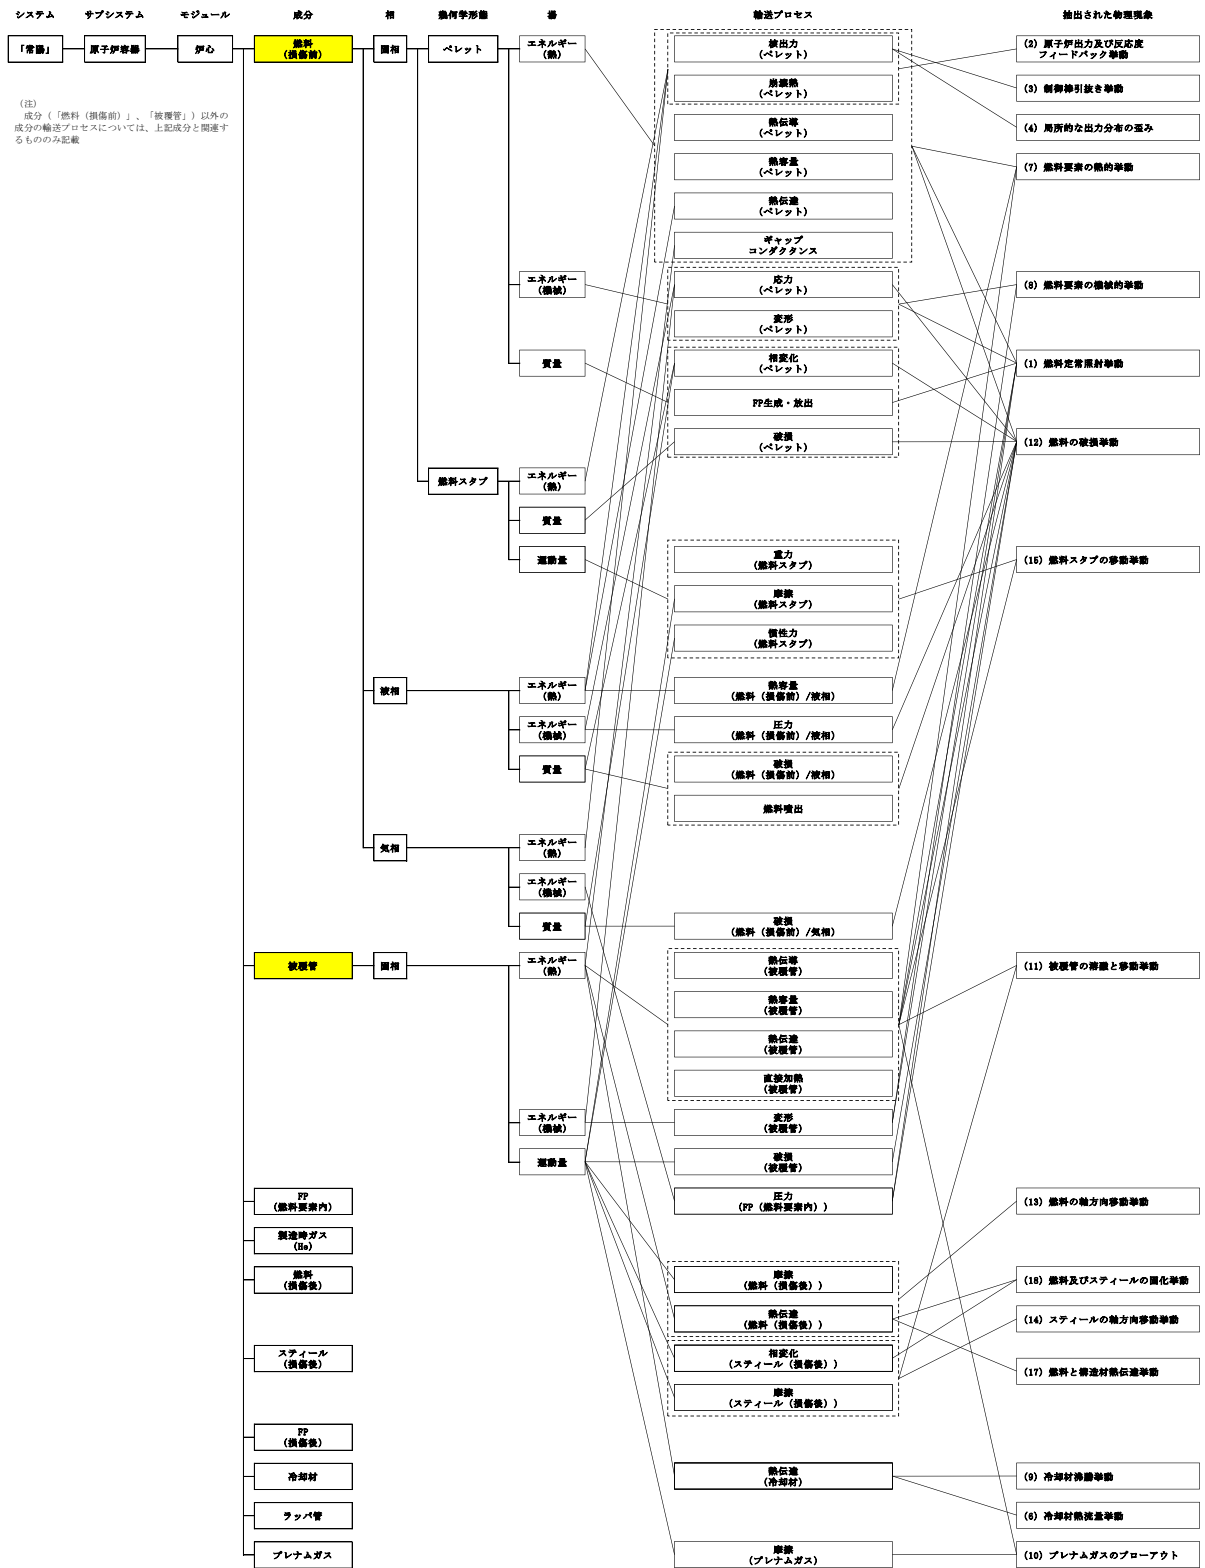 システム サブシステム モジュール 成分 相 幾何学形態 場 輸送プロセス 抽出された物理現象
「常陽」 原子炉容器 炉心 燃料
(損傷前) 固相 ペレット エネルギー
(熱)
(注)
成分(「燃料(損傷前)」、「被覆管」)以外の
成分の輸送プロセスについては、上記成分と関連す
るもののみ記載
エネルギー
(機械)
質量
燃料スタブ
エネルギー
(熱)
質量
運動量
液相
エネルギー
(熱)
エネルギー
(機械)
質量
気相
エネルギー
(熱)
エネルギー
(機械)
質量
被覆管
固相
エネルギー
(熱)
エネルギー
(機械)
運動量
FP
(燃料要素内)
製造時ガス
(He)
燃料
(損傷後)
スティール
(損傷後)
FP
(損傷後)
冷却材
ラッパ管
プレナムガス
核出力
(ペレット)
崩壊熱
(ペレット)
熱伝導
(ペレット)
熱容量
(ペレット)
熱伝達
(ペレット)
ギャップ
コンダクタンス
応力
(ペレット)
変形
(ペレット)
相変化
(ペレット)
FP生成・放出
破損
(ペレット)
重力
(燃料スタブ)
摩擦
(燃料スタブ)
慣性力
(燃料スタブ)
熱容量
(燃料(損傷前)/液相)
圧力
(燃料(損傷前)/液相)
破損
(燃料(損傷前)/液相)
燃料噴出
破損
(燃料(損傷前)/気相)
熱伝導
(被覆管)
熱容量
(被覆管)
熱伝達
(被覆管)
直接加熱
(被覆管)
変形
(被覆管)
破損
(被覆管)
圧力
(FP(燃料要素内))
摩擦
(燃料(損傷後))
熱伝達
(燃料(損傷後))
相変化
(スティール(損傷後))
摩擦
(スティール(損傷後))
熱伝達
(冷却材)
摩擦
(プレナムガス)
(2) 原子炉出力及び反応度
フィードバック挙動
(3) 制御棒引抜き挙動
(4) 局所的な出力分布の歪み
(7) 燃料要素の熱的挙動
(8) 燃料要素の機械的挙動
(1) 燃料定常照射挙動
(12) 燃料の破損挙動
(15) 燃料スタブの移動挙動
(11) 被覆管の溶融と移動挙動
(13) 燃料の軸方向移動挙動
(18) 燃料及びスティールの固化挙動
(14) スティールの軸方向移動挙動
(17) 燃料と構造材熱伝達挙動
(9) 冷却材沸騰挙動
(6) 冷却材熱流量挙動
(10) プレナムガスのブローアウト